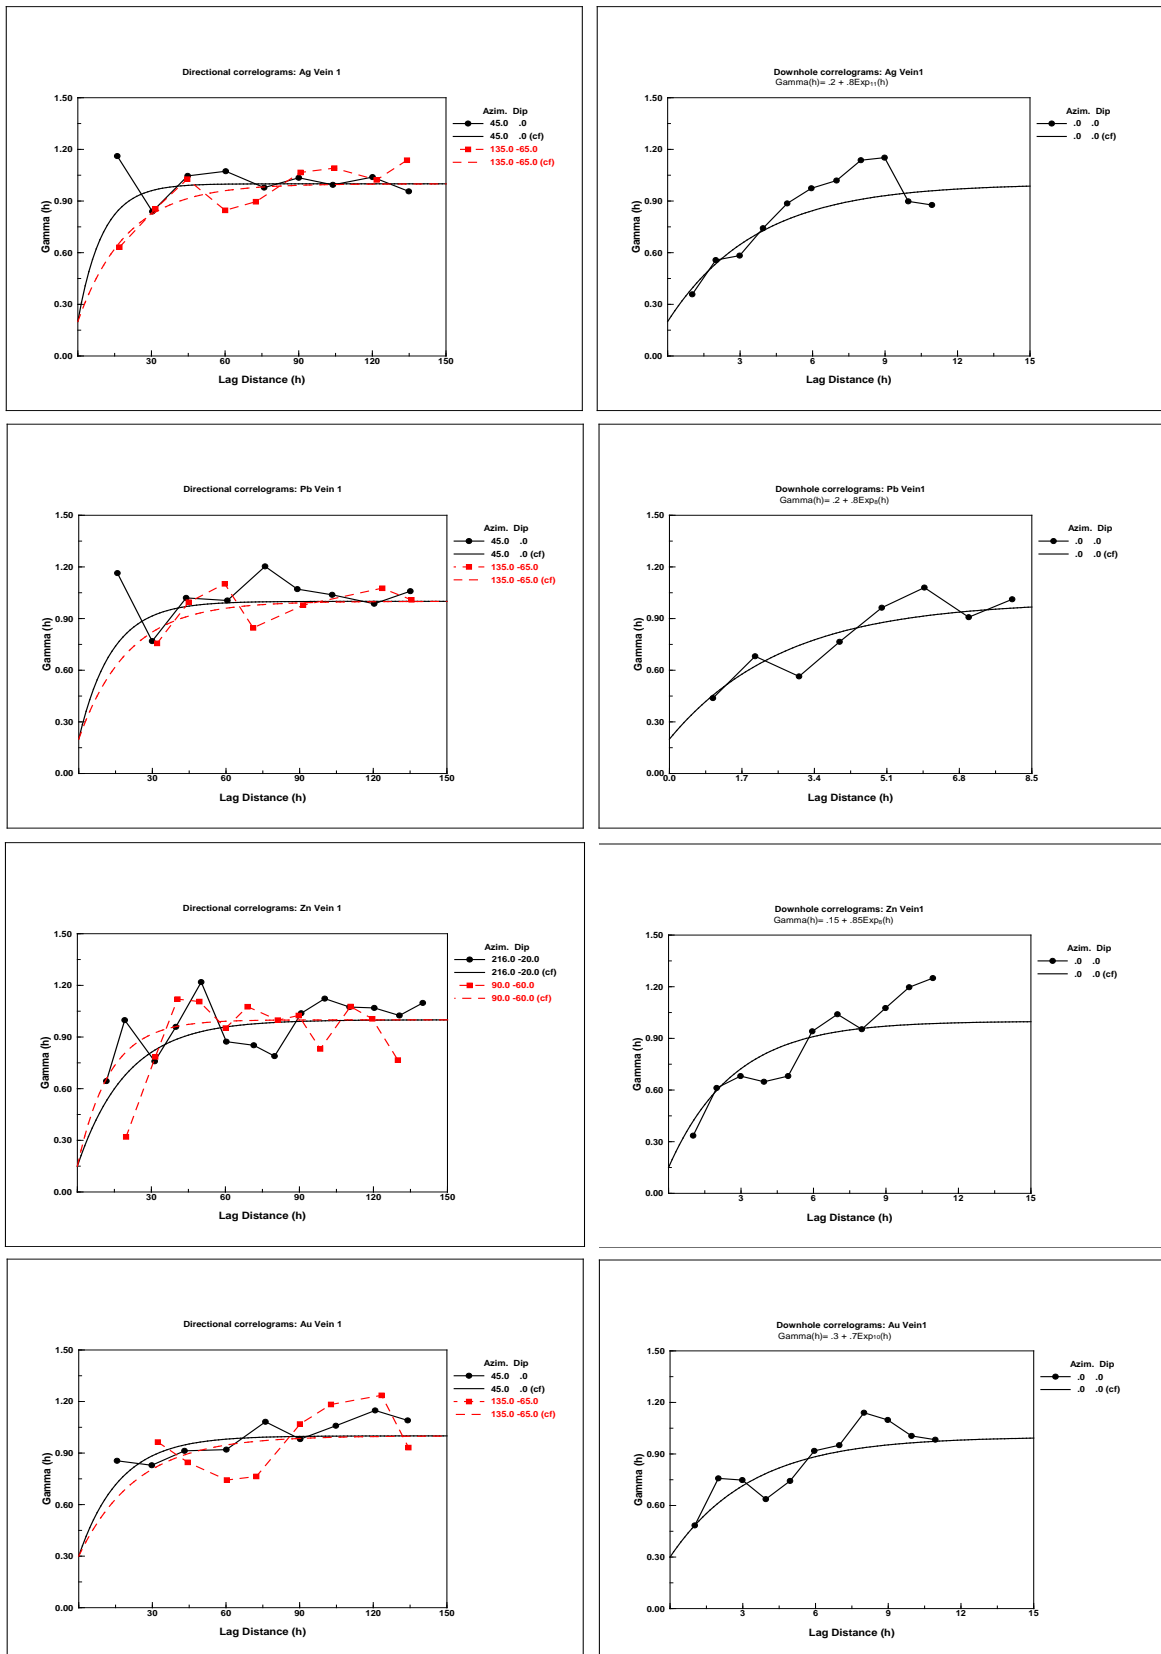 Directional correlograms: Ag Vein 1
1.50
1.20
0.90
0.60
0.30
0.00
Gamma (h)
30 60 90 120 150
Lag Distance (h)
Azim. Dip
45.0 .0
45.0 .0 (cf)
135.0 -65.0
135.0 -65.0 (cf)
Downhole correlograms: Ag Vein1
Gamma(h)= .2 + .8Exp₁₁(h)
1.50
1.20
0.90
0.60
0.30
0.00
Gamma (h)
3 6 9 12 15
Lag Distance (h)
Azim. Dip
.0 .0
.0 .0 (cf)
Directional correlograms: Pb Vein 1
1.50
1.20
0.90
0.60
0.30
0.00
Gamma (h)
30 60 90 120 150
Lag Distance (h)
Azim. Dip
45.0 .0
45.0 .0 (cf)
135.0 -65.0
135.0 -65.0 (cf)
Downhole correlograms: Pb Vein1
Gamma(h)= .2 + .8Exp₈(h)
1.50
1.20
0.90
0.60
0.30
0.00
Gamma (h)
0.0 1.7 3.4 5.1 6.8 8.5
Lag Distance (h)
Azim. Dip
.0 .0
.0 .0 (cf)
Directional correlograms: Zn Vein 1
1.50
1.20
0.90
0.60
0.30
0.00
Gamma (h)
30 60 90 120 150
Lag Distance (h)
Azim. Dip
216.0 -20.0
216.0 -20.0 (cf)
90.0 -60.0
90.0 -60.0 (cf)
Downhole correlograms: Zn Vein1
Gamma(h)= .15 + .85Exp₈(h)
1.50
1.20
0.90
0.60
0.30
0.00
Gamma (h)
3 6 9 12 15
Lag Distance (h)
Azim. Dip
.0 .0
.0 .0 (cf)
Directional correlograms: Au Vein 1
1.50
1.20
0.90
0.60
0.30
0.00
Gamma (h)
30 60 90 120 150
Lag Distance (h)
Azim. Dip
45.0 .0
45.0 .0 (cf)
135.0 -65.0
135.0 -65.0 (cf)
Downhole correlograms: Au Vein1
Gamma(h)= .3 + .7Exp₁₀(h)
1.50
1.20
0.90
0.60
0.30
0.00
Gamma (h)
3 6 9 12 15
Lag Distance (h)
Azim. Dip
.0 .0
.0 .0 (cf)